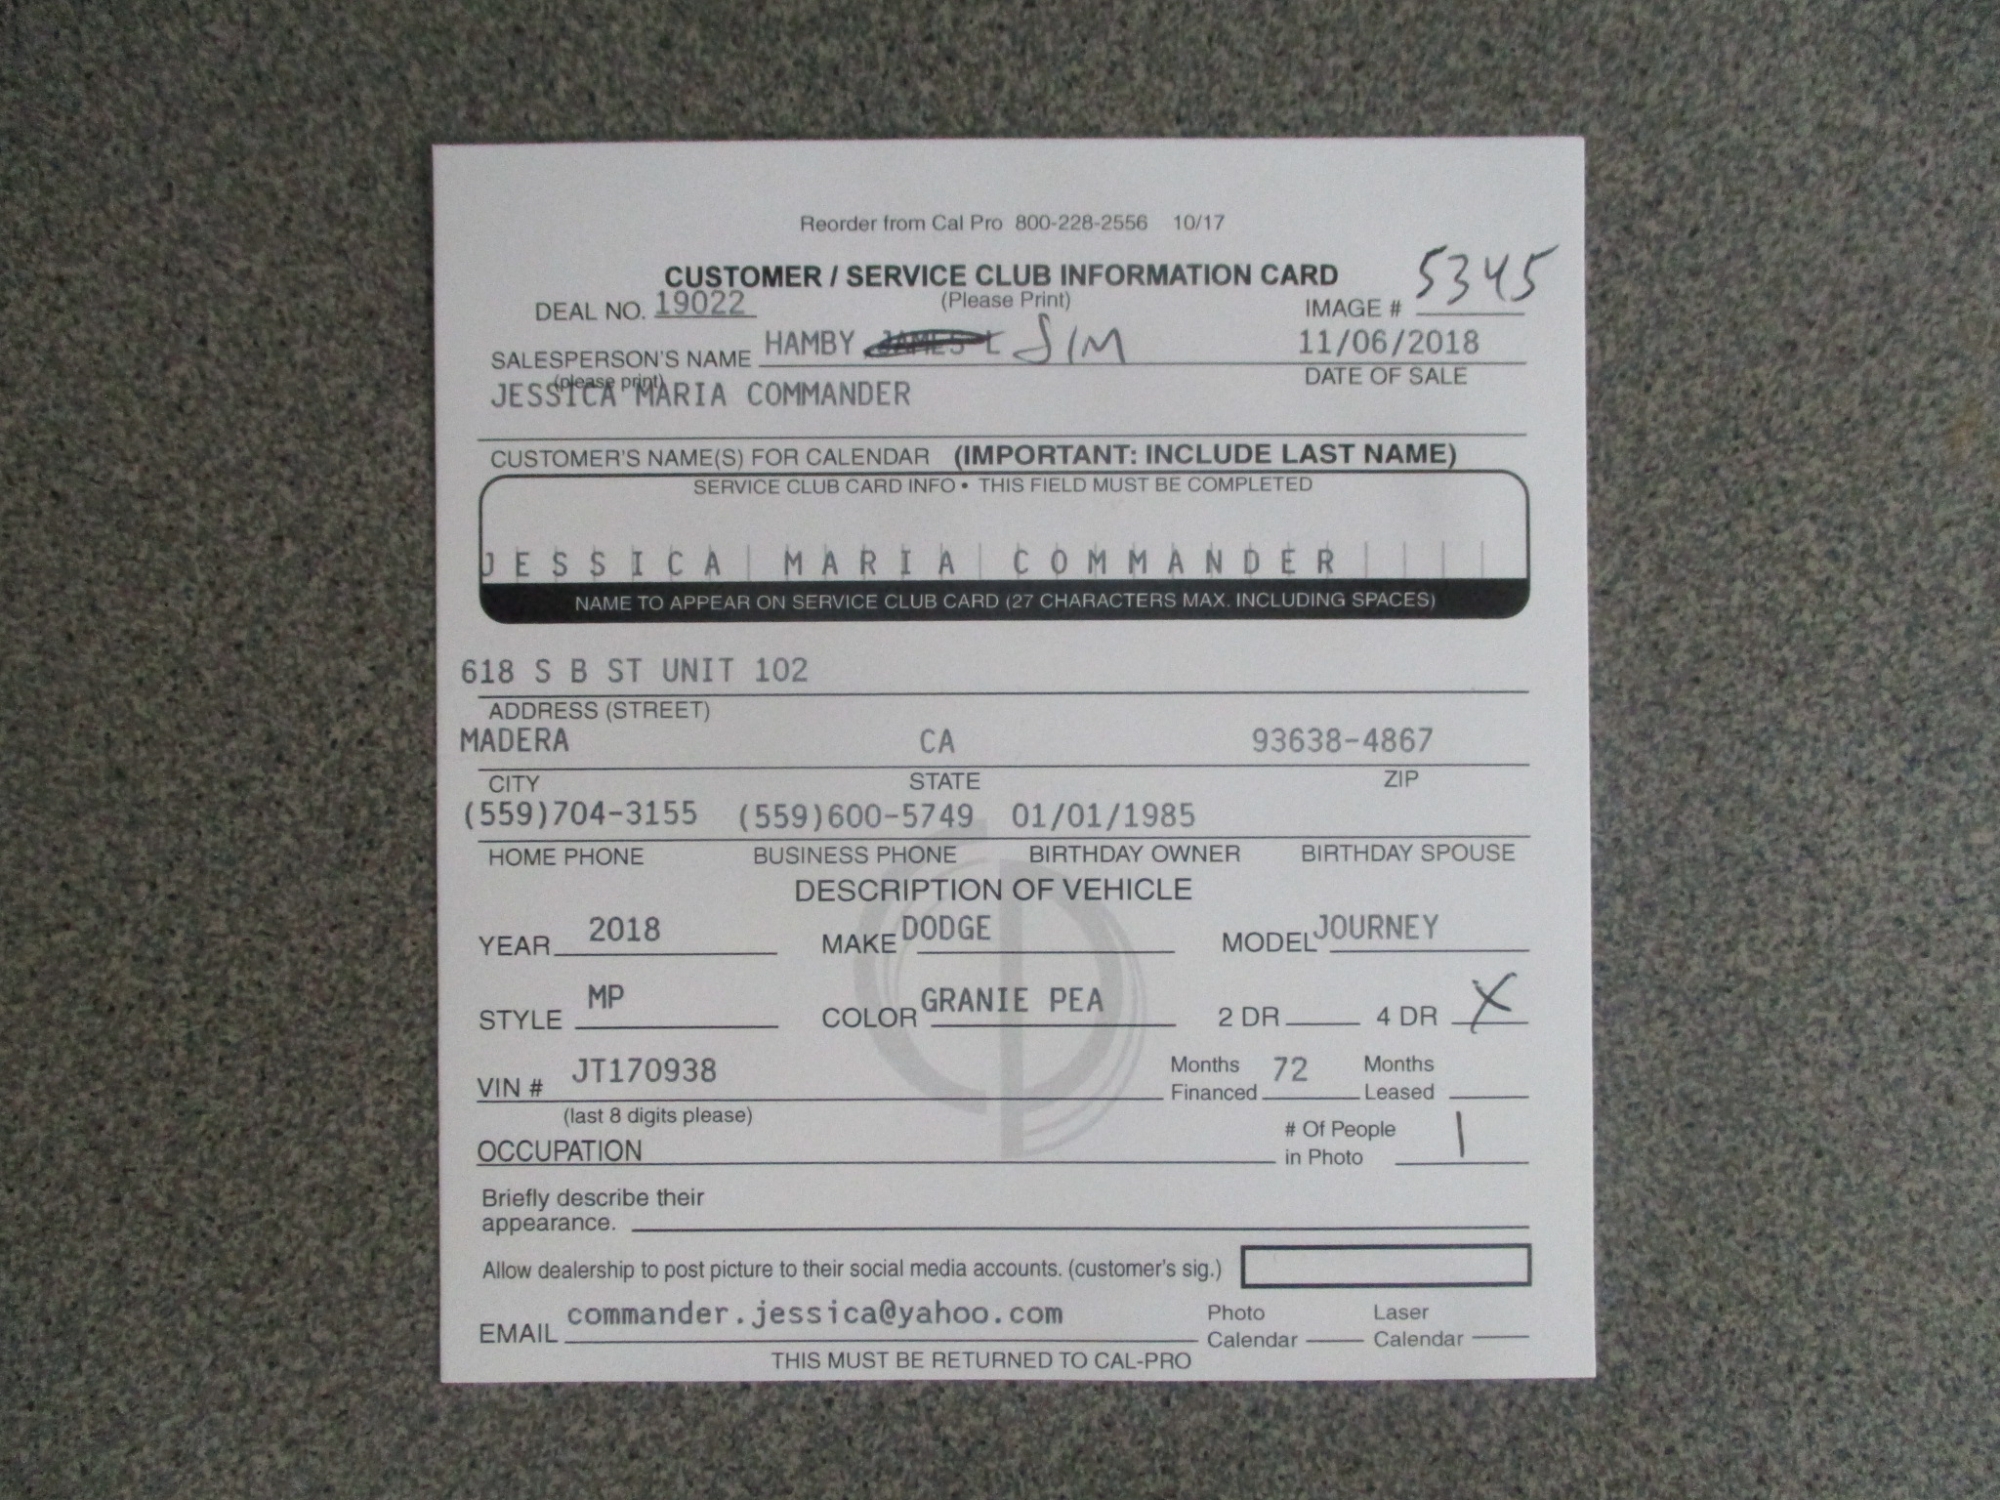 Reorder from Cal Pro 800-228-2556 10/17
CUSTOMER / SERVICE CLUB INFORMATION CARD
(Please Print)
DEAL NO. 19022
IMAGE # 5345
SALESPERSON'S NAME HAMBY JAMES L JIM 11/06/2018
(please print) DATE OF SALE
JESSICA MARIA COMMANDER
CUSTOMER'S NAME(S) FOR CALENDAR (IMPORTANT: INCLUDE LAST NAME)
SERVICE CLUB CARD INFO • THIS FIELD MUST BE COMPLETED
JESSICA MARIA COMMANDER
NAME TO APPEAR ON SERVICE CLUB CARD (27 CHARACTERS MAX. INCLUDING SPACES)
618 S B ST UNIT 102
ADDRESS (STREET)
MADERA CA 93638-4867
CITY STATE ZIP
(559)704-3155 (559)600-5749 01/01/1985
HOME PHONE BUSINESS PHONE BIRTHDAY OWNER BIRTHDAY SPOUSE
DESCRIPTION OF VEHICLE
YEAR 2018 MAKE DODGE MODEL JOURNEY
STYLE MP COLOR GRANIE PEA 2 DR 4 DR X
VIN # JT170938 Months Financed 72 Months Leased
(last 8 digits please)
OCCUPATION # Of People in Photo 1
Briefly describe their
appearance.
Allow dealership to post picture to their social media accounts. (customer's sig.)
EMAIL commander.jessica@yahoo.com Photo Calendar Laser Calendar
THIS MUST BE RETURNED TO CAL-PRO